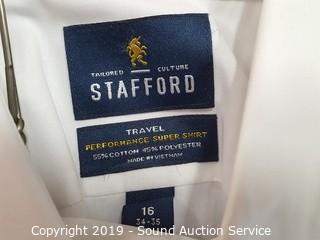 TAILORED CULTURE
STAFFORD
TRAVEL
PERFORMANCE SUPER SHIRT
55% COTTON 45% POLYESTER
MADE IN VIETNAM
16
34-35
Copyright 2019 - Sound Auction Service